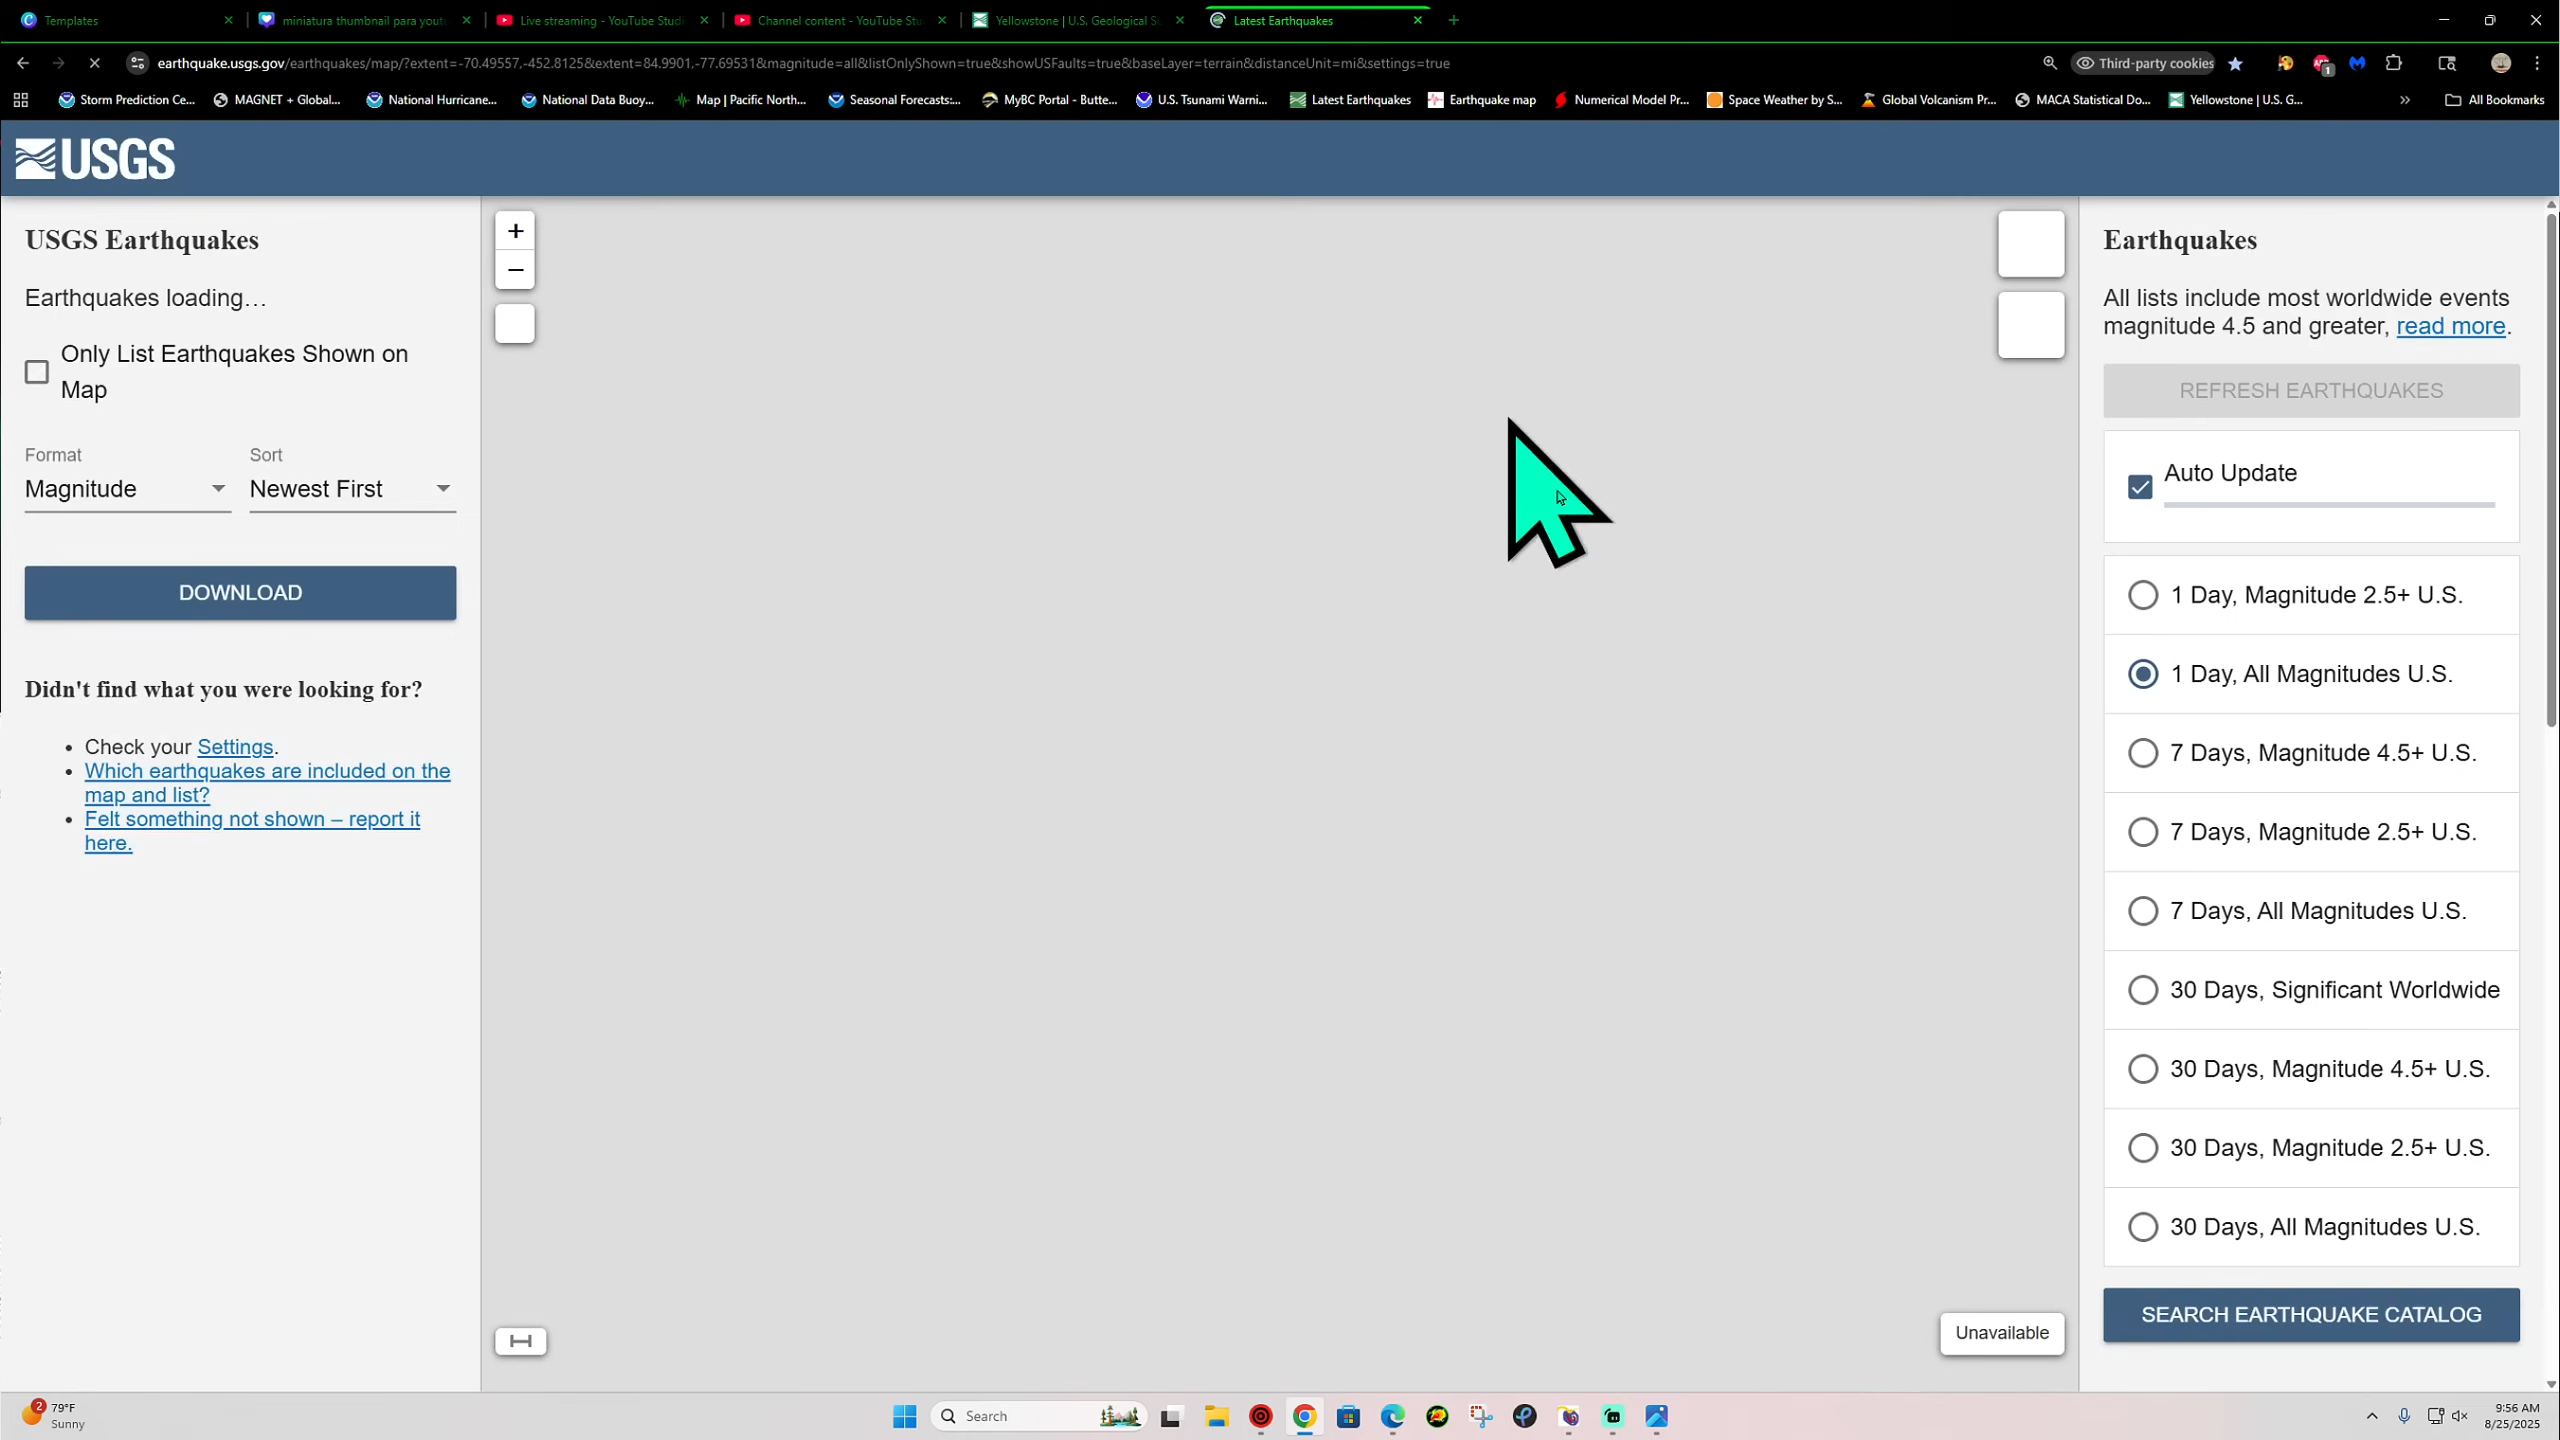 Templates
miniatura thumbnail para yout
Live streaming - YouTube Studi
Channel content - YouTube Stu
Yellowstone | U.S. Geological S
Latest Earthquakes
earthquake.usgs.gov/earthquakes/map/?extent=-70.49557,-452.8125&extent=84.9901,-77.69531&magnitude=all&listOnlyShown=true&showUSFaults=true&baseLayer=terrain&distanceUnit=mi&settings=true
Third-party cookies
1
Storm Prediction Ce...
MAGNET + Global...
National Hurricane...
National Data Buoy...
Map | Pacific North...
Seasonal Forecasts:...
MyBC Portal - Butte...
U.S. Tsunami Warni...
Latest Earthquakes
Earthquake map
Numerical Model Pr...
Space Weather by S...
Global Volcanism Pr...
MACA Statistical Do...
Yellowstone | U.S. G...
All Bookmarks
USGS
USGS Earthquakes
Earthquakes loading…
Only List Earthquakes Shown on
Map
Format
Sort
Magnitude
Newest First
DOWNLOAD
Didn't find what you were looking for?
Check your Settings.
Which earthquakes are included on the
map and list?
Felt something not shown – report it
here.
+
−
Unavailable
Earthquakes
All lists include most worldwide events
magnitude 4.5 and greater, read more.
REFRESH EARTHQUAKES
Auto Update
1 Day, Magnitude 2.5+ U.S.
1 Day, All Magnitudes U.S.
7 Days, Magnitude 4.5+ U.S.
7 Days, Magnitude 2.5+ U.S.
7 Days, All Magnitudes U.S.
30 Days, Significant Worldwide
30 Days, Magnitude 4.5+ U.S.
30 Days, Magnitude 2.5+ U.S.
30 Days, All Magnitudes U.S.
SEARCH EARTHQUAKE CATALOG
2
79°F
Sunny
Search
9:56 AM
8/25/2025